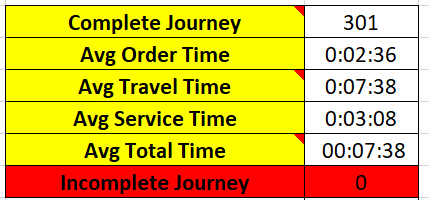 Complete Journey 301
Avg Order Time 0:02:36
Avg Travel Time 0:07:38
Avg Service Time 0:03:08
Avg Total Time 00:07:38
Incomplete Journey 0